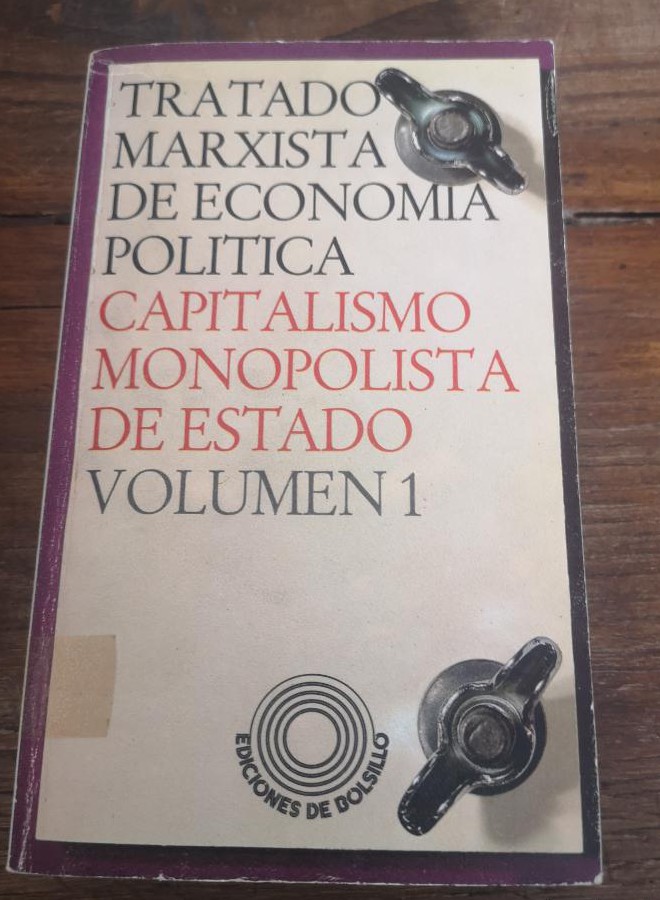 TRATADO
MARXISTA
DE ECONOMIA
POLITICA
CAPITALISMO
MONOPOLISTA
DE ESTADO
VOLUMEN 1
EDICIONES DE BOLSILLO